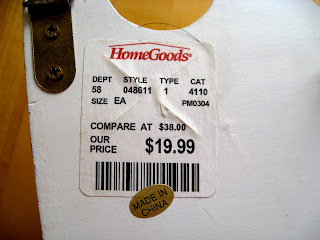 HomeGoods®
DEPT STYLE TYPE CAT
58 048611 1 4110
SIZE EA PM0304
COMPARE AT $38.00
OUR PRICE $19.99
MADE IN CHINA